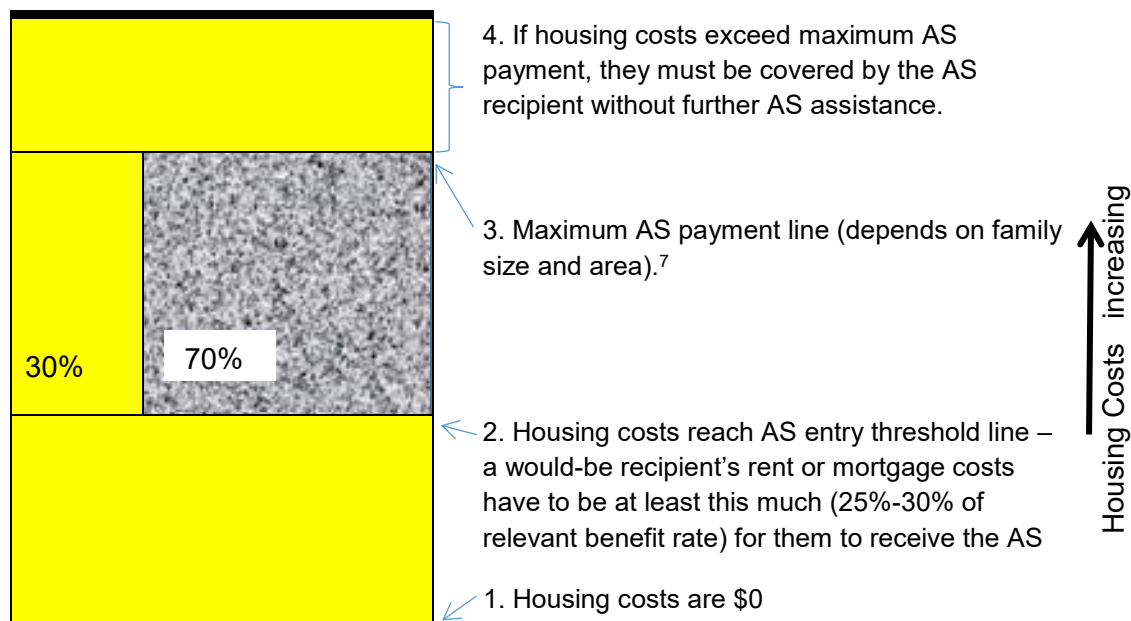 4. If housing costs exceed maximum AS
payment, they must be covered by the AS
recipient without further AS assistance.
3. Maximum AS payment line (depends on family
size and area).⁷
30%
70%
2. Housing costs reach AS entry threshold line –
a would-be recipient’s rent or mortgage costs
have to be at least this much (25%-30% of
relevant benefit rate) for them to receive the AS
1. Housing costs are $0
Housing Costs increasing